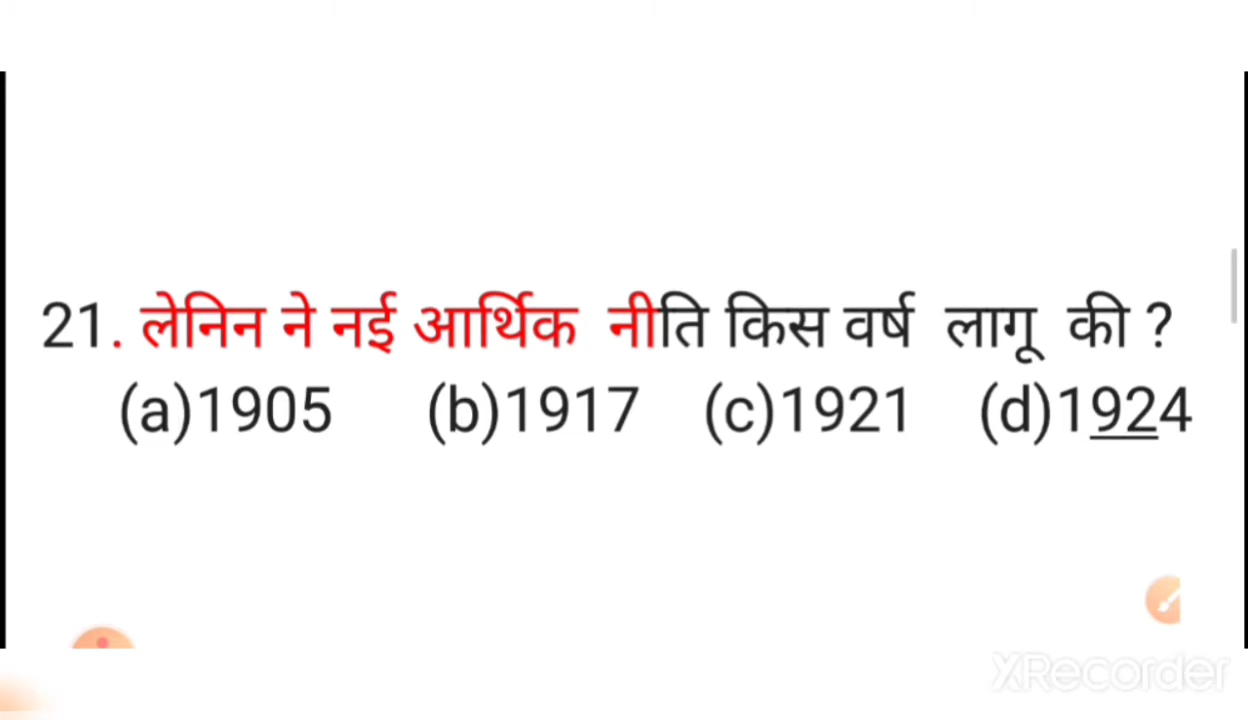 21. लेनिन ने नई आर्थिक नीति किस वर्ष लागू की ?
(a)1905 (b)1917 (c)1921 (d)1924
XRecorder